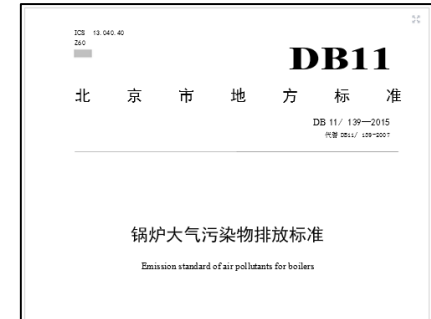 ICS 13.040.40
Z60
DB11
北京市地方标准
DB 11/ 139—2015
代替 DB11/ 139-2007
锅炉大气污染物排放标准
Emission standard of air pollutants for boilers